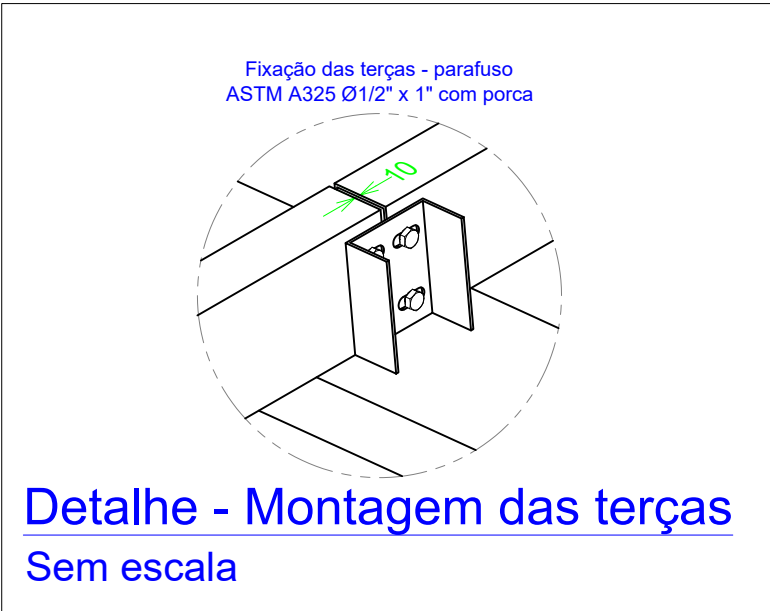 Fixação das terças - parafuso
ASTM A325 Ø1/2" x 1" com porca
10
Detalhe - Montagem das terças
Sem escala